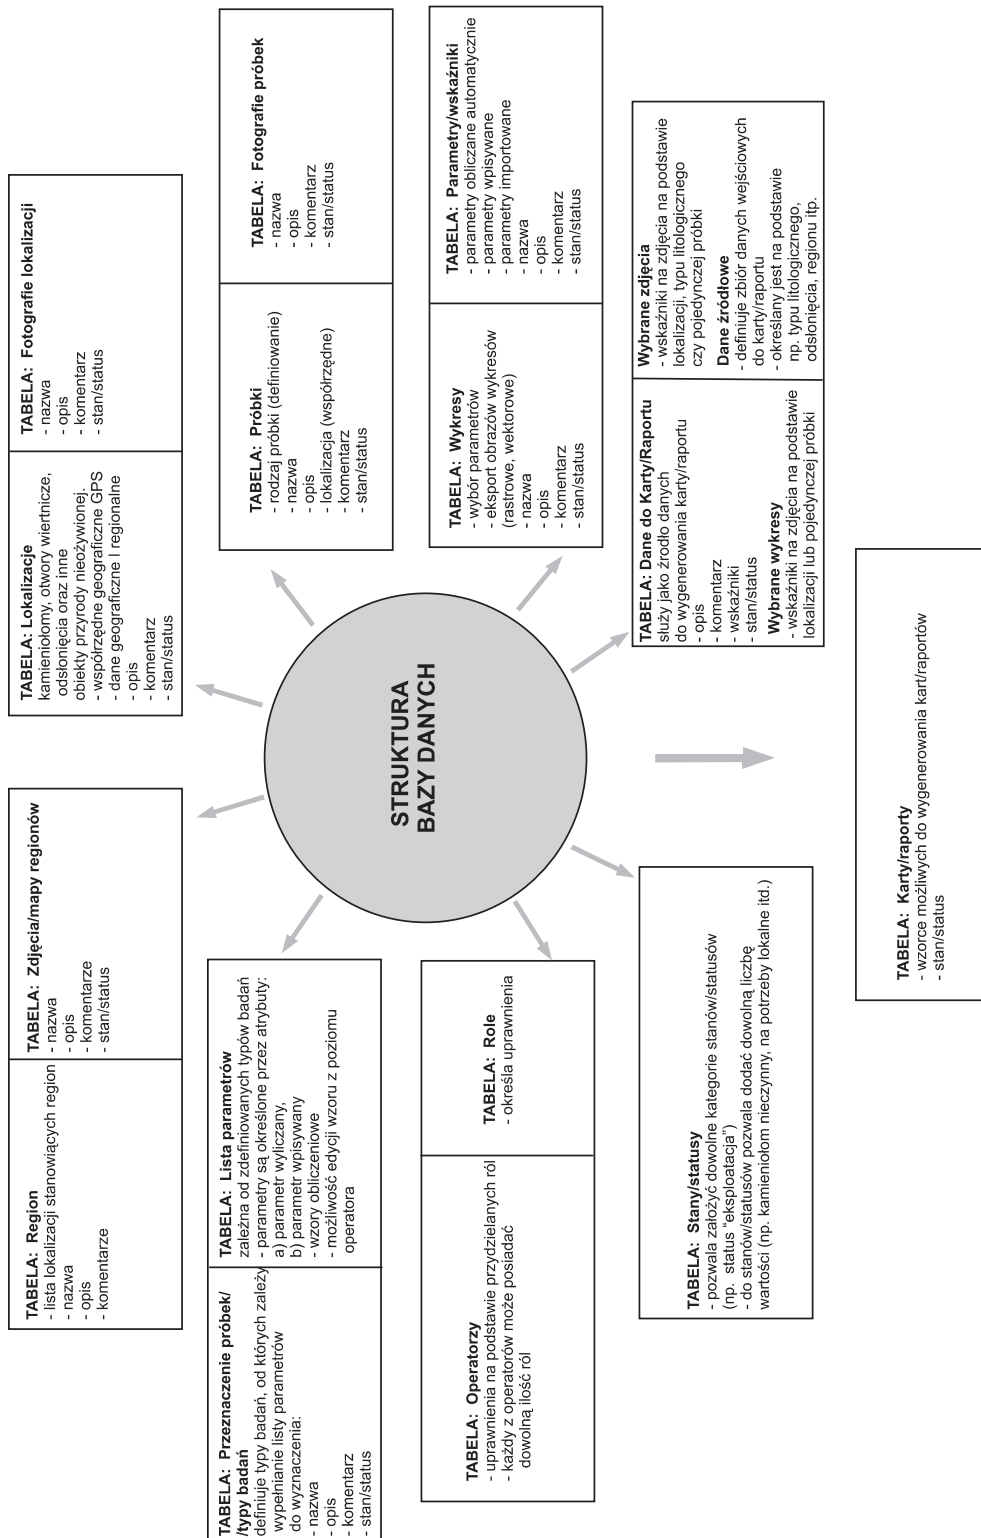 TABELA: Region
- lista lokalizacji stanowiących region
- nazwa
- opis
- komentarze
TABELA: Zdjęcia/mapy regionów
- nazwa
- opis
- komentarze
- stan/status
TABELA: Lokalizacje
kamieniołomy, otwory wiertnicze,
odsłonięcia oraz inne
obiekty przyrody nieożywionej.
- współrzędne geograficzne GPS
- dane geograficzne I regionalne
- opis
- komentarz
- stan/status
TABELA: Fotografie lokalizacji
- nazwa
- opis
- komentarz
- stan/status
TABELA: Przeznaczenie próbek/
/typy badań
definiuje typy badań, od których zależy
wypełnianie listy parametrów
do wyznaczenia:
- nazwa
- opis
- komentarz
- stan/status
TABELA: Lista parametrów
zależna od zdefiniowanych typów badań
- parametry są określone przez atrybuty:
a) parametr wyliczany,
b) parametr wpisywany
- wzory obliczeniowe
- możliwość edycji wzoru z poziomu
operatora
TABELA: Próbki
- rodzaj próbki (definiowanie)
- nazwa
- opis
- lokalizacja (współrzędne)
- komentarz
- stan/status
TABELA: Fotografie próbek
- nazwa
- opis
- komentarz
- stan/status
STRUKTURA
BAZY DANYCH
TABELA: Operatorzy
- uprawnienia na podstawie przydzielanych ról
- każdy z operatorów może posiadać
dowolną ilość ról
TABELA: Role
- określa uprawnienia
TABELA: Wykresy
- wybór parametrów
- eksport obrazów wykresów
(rastrowe, wektorowe)
- nazwa
- opis
- komentarz
- stan/status
TABELA: Parametry/wskaźniki
- parametry obliczane automatycznie
- parametry wpisywane
- parametry importowane
- nazwa
- opis
- komentarz
- stan/status
TABELA: Stany/statusy
- pozwala założyć dowolne kategorie stanów/statusów
(np. status "eksploatacja")
- do stanów/statusów pozwala dodać dowolną liczbę
wartości (np. kamieniołom nieczynny, na potrzeby lokalne itd.)
TABELA: Dane do Karty/Raportu
służy jako źrodło danych
do wygenerowania karty/raportu
- opis
- komentarz
- wskaźniki
- stan/status
Wybrane wykresy
- wskaźniki na zdjęcia na podstawie
lokalizacji lub pojedynczej próbki
Wybrane zdjęcia
- wskaźniki na zdjęcia na podstawie
lokalizacji, typu litologicznego
czy pojedynczej próbki
Dane źródłowe
- definiuje zbiór danych wejściowych
do karty/raportu
- określany jest na podstawie
np. typu litologicznego,
odsłonięcia, regionu itp.
TABELA: Karty/raporty
- wzorce możliwych do wygenerowania kart/raportów
- stan/status